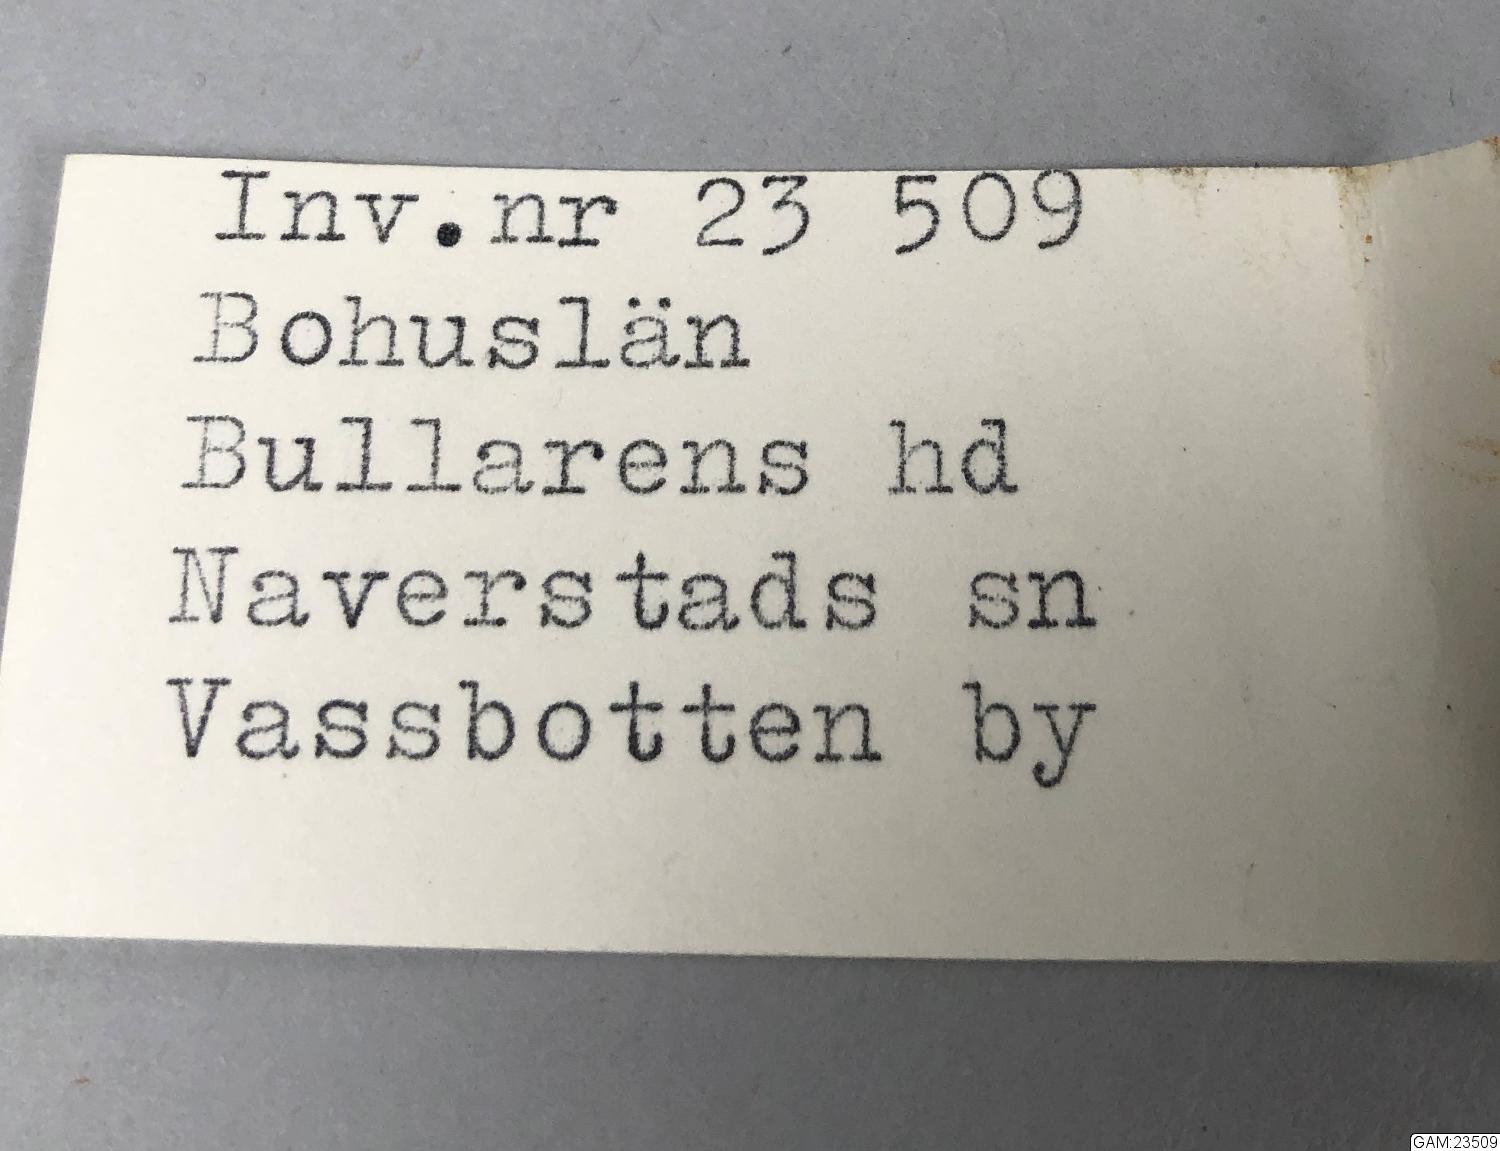 Inv.nr 23 509
Bohuslän
Bullarens hd
Naverstads sn
Vassbotten by
GAM:23509